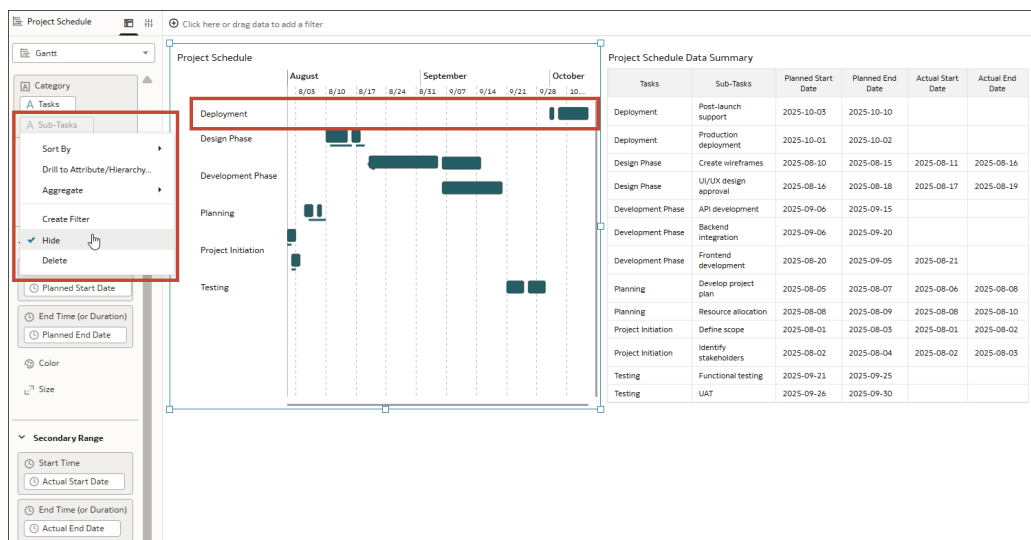 Project Schedule
Click here or drag data to add a filter
Gantt
Category
A Tasks
A Sub-Tasks
Sort By
Drill to Attribute/Hierarchy...
Aggregate
Create Filter
Hide
Delete
Planned Start Date
End Time (or Duration)
Planned End Date
Color
Size
Secondary Range
Start Time
Actual Start Date
End Time (or Duration)
Actual End Date
Project Schedule
August September October
8/03 8/10 8/17 8/24 8/31 9/07 9/14 9/21 9/28 10...
Deployment
Design Phase
Development Phase
Planning
Project Initiation
Testing
Project Schedule Data Summary
Tasks Sub-Tasks Planned Start Date Planned End Date Actual Start Date Actual End Date
Deployment Post-launch support 2025-10-03 2025-10-10
Deployment Production deployment 2025-10-01 2025-10-02
Design Phase Create wireframes 2025-08-10 2025-08-15 2025-08-11 2025-08-16
Design Phase UI/UX design approval 2025-08-16 2025-08-18 2025-08-17 2025-08-19
Development Phase API development 2025-09-06 2025-09-15
Development Phase Backend integration 2025-09-06 2025-09-20
Development Phase Frontend development 2025-08-20 2025-09-05 2025-08-21
Planning Develop project plan 2025-08-05 2025-08-07 2025-08-06 2025-08-08
Planning Resource allocation 2025-08-08 2025-08-09 2025-08-08 2025-08-10
Project Initiation Define scope 2025-08-01 2025-08-03 2025-08-01 2025-08-02
Project Initiation Identify stakeholders 2025-08-02 2025-08-04 2025-08-02 2025-08-03
Testing Functional testing 2025-09-21 2025-09-25
Testing UAT 2025-09-26 2025-09-30